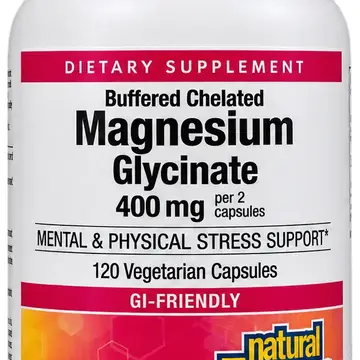 DIETARY SUPPLEMENT
Buffered Chelated
Magnesium
Glycinate
400 mg per 2 capsules
MENTAL & PHYSICAL STRESS SUPPORT*
120 Vegetarian Capsules
GI-FRIENDLY
natural